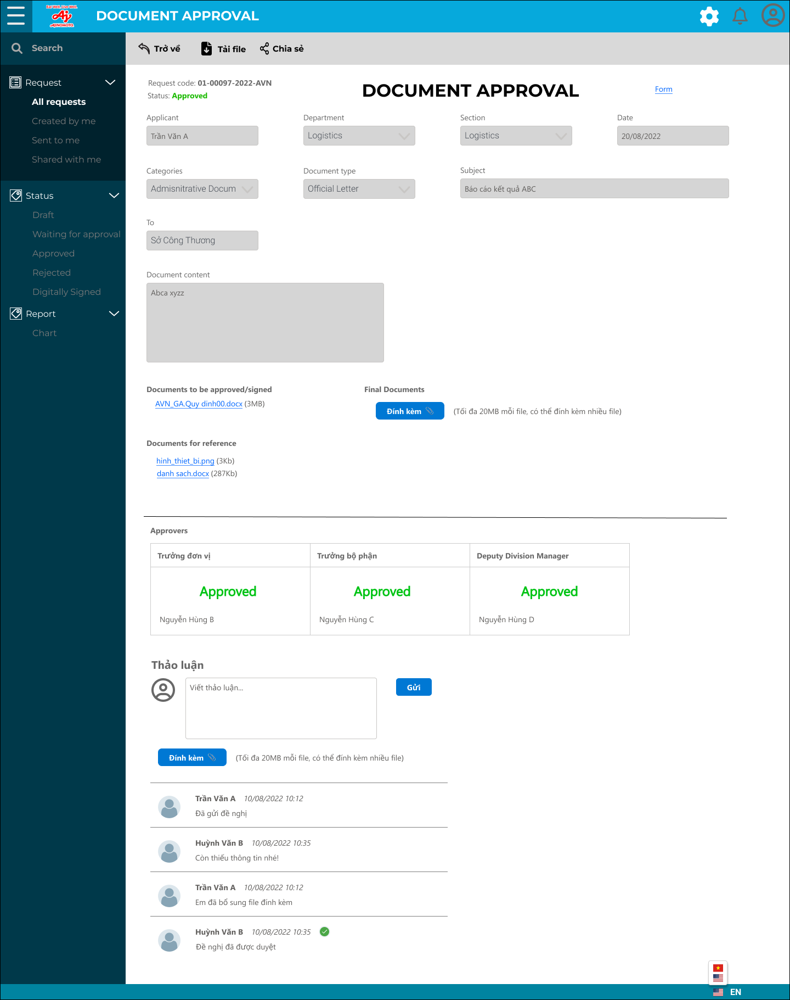 Eat Well, Live Well.
AJINOMOTO
DOCUMENT APPROVAL
Search
Trở về
Tải file
Chia sẻ
Request
All requests
Created by me
Sent to me
Shared with me
Status
Draft
Waiting for approval
Approved
Rejected
Digitally Signed
Report
Chart
Request code: 01-00097-2022-AVN
Status: Approved
DOCUMENT APPROVAL
Form
Applicant
Department
Section
Date
Trần Văn A
Logistics
Logistics
20/08/2022
Categories
Document type
Subject
Admisnitrative Docum
Official Letter
Báo cáo kết quả ABC
To
Sở Công Thương
Document content
Abca xyzz
Documents to be approved/signed
AVN_GA.Quy dinh00.docx (3MB)
Final Documents
Đính kèm
(Tối đa 20MB mỗi file, có thể đính kèm nhiều file)
Documents for reference
hinh_thiet_bi.png (3Kb)
danh sach.docx (287Kb)
Approvers
Trưởng đơn vị
Trưởng bộ phận
Deputy Division Manager
Approved
Approved
Approved
Nguyễn Hùng B
Nguyễn Hùng C
Nguyễn Hùng D
Thảo luận
Viết thảo luận...
Gửi
Đính kèm
(Tối đa 20MB mỗi file, có thể đính kèm nhiều file)
Trần Văn A 10/08/2022 10:12
Đã gửi đề nghị
Huỳnh Văn B 10/08/2022 10:35
Còn thiếu thông tin nhé!
Trần Văn A 10/08/2022 10:12
Em đã bổ sung file đính kèm
Huỳnh Văn B 10/08/2022 10:35
Đề nghị đã được duyệt
EN